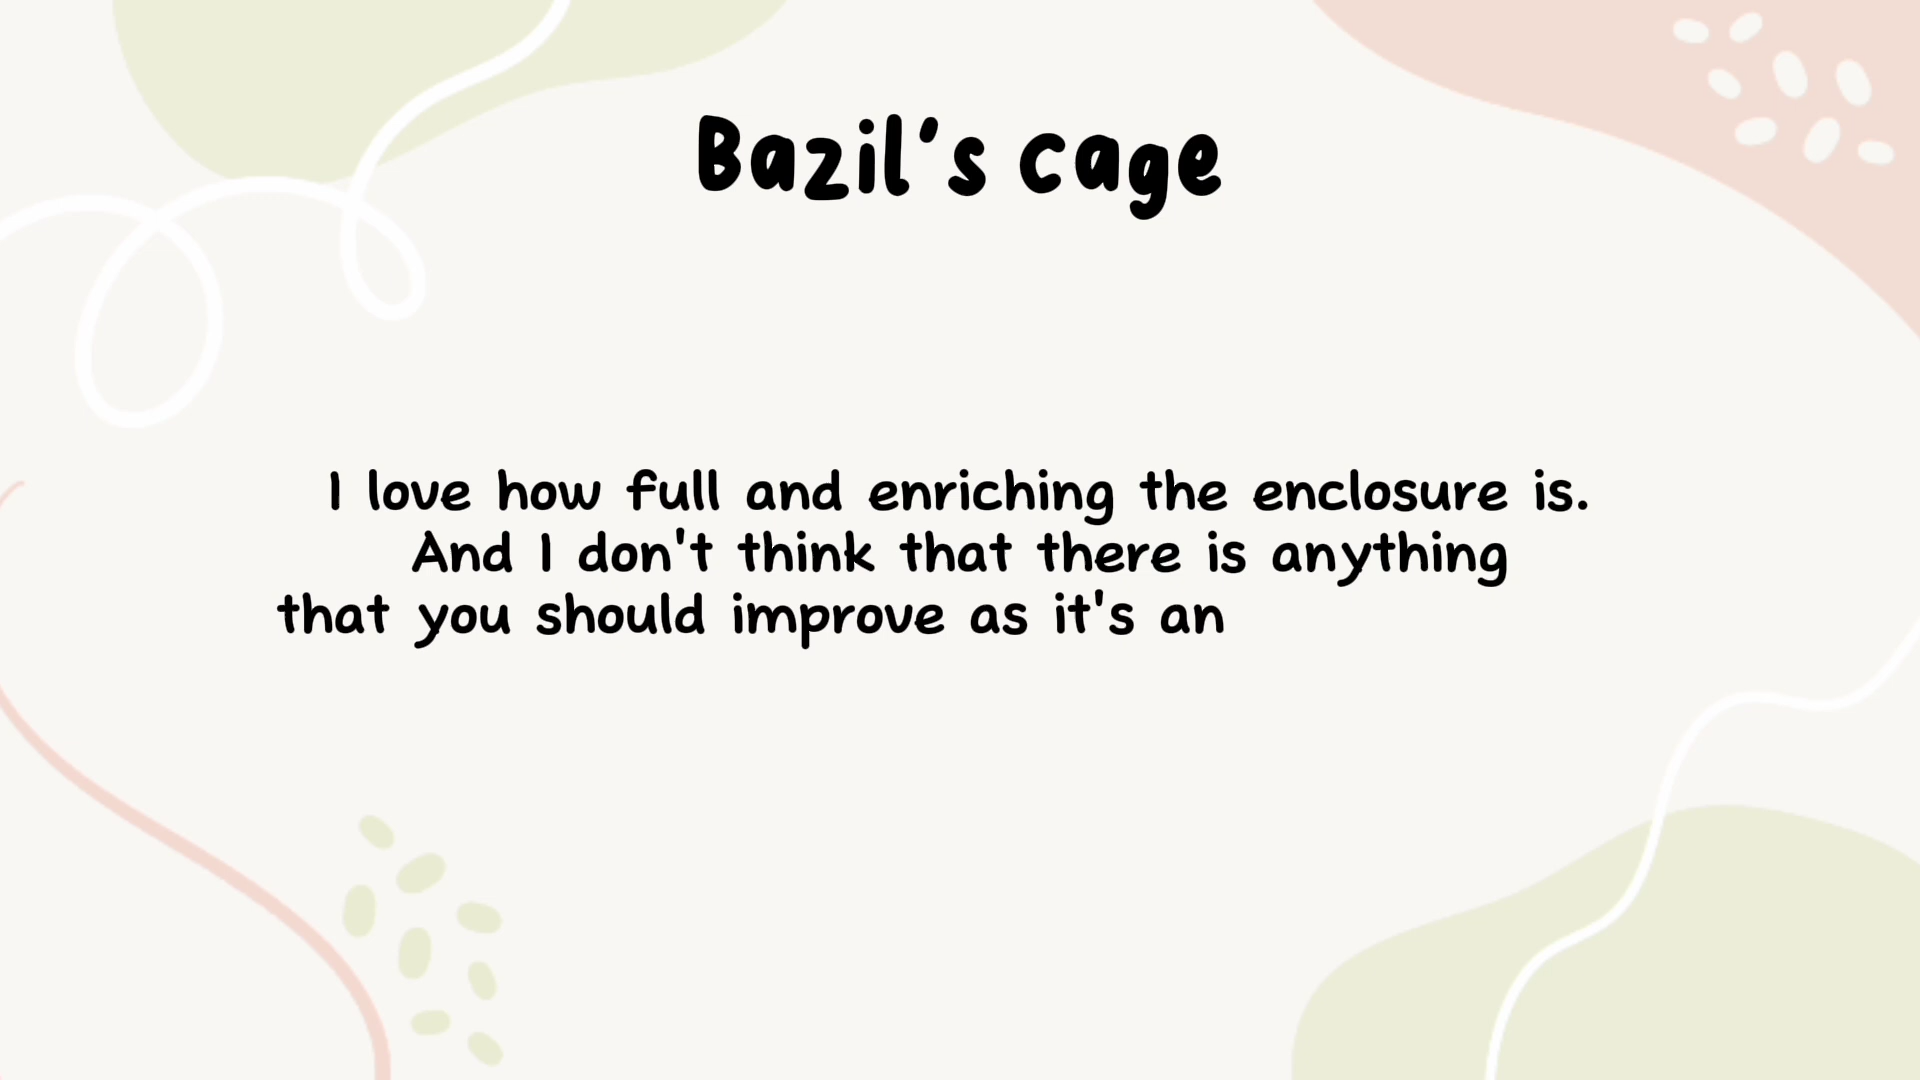 Bazil's cage
I love how full and enriching the enclosure is.
And I don't think that there is anything
that you should improve as it's an